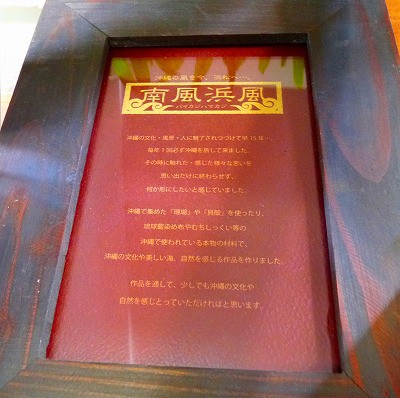 沖縄の風を今、浜松へ…。
南風浜風
パイカジハマカジ
沖縄の文化・風景・人に魅了されつづけて早15年…。
毎年1回必ず沖縄を旅して来ました。
その時に触れた・感じた様々な思いを
思い出だけに終わらせず、
何か形にしたいと感じていました。
沖縄で集めた「珊瑚」や「貝殻」を使ったり、
琉球藍染め布やむちしっくい等の
沖縄で使われている本物の材料で、
沖縄の文化や美しい海、自然を感じる作品を作りました。
作品を通して、少しでも沖縄の文化や
自然を感じとっていただければと思います。